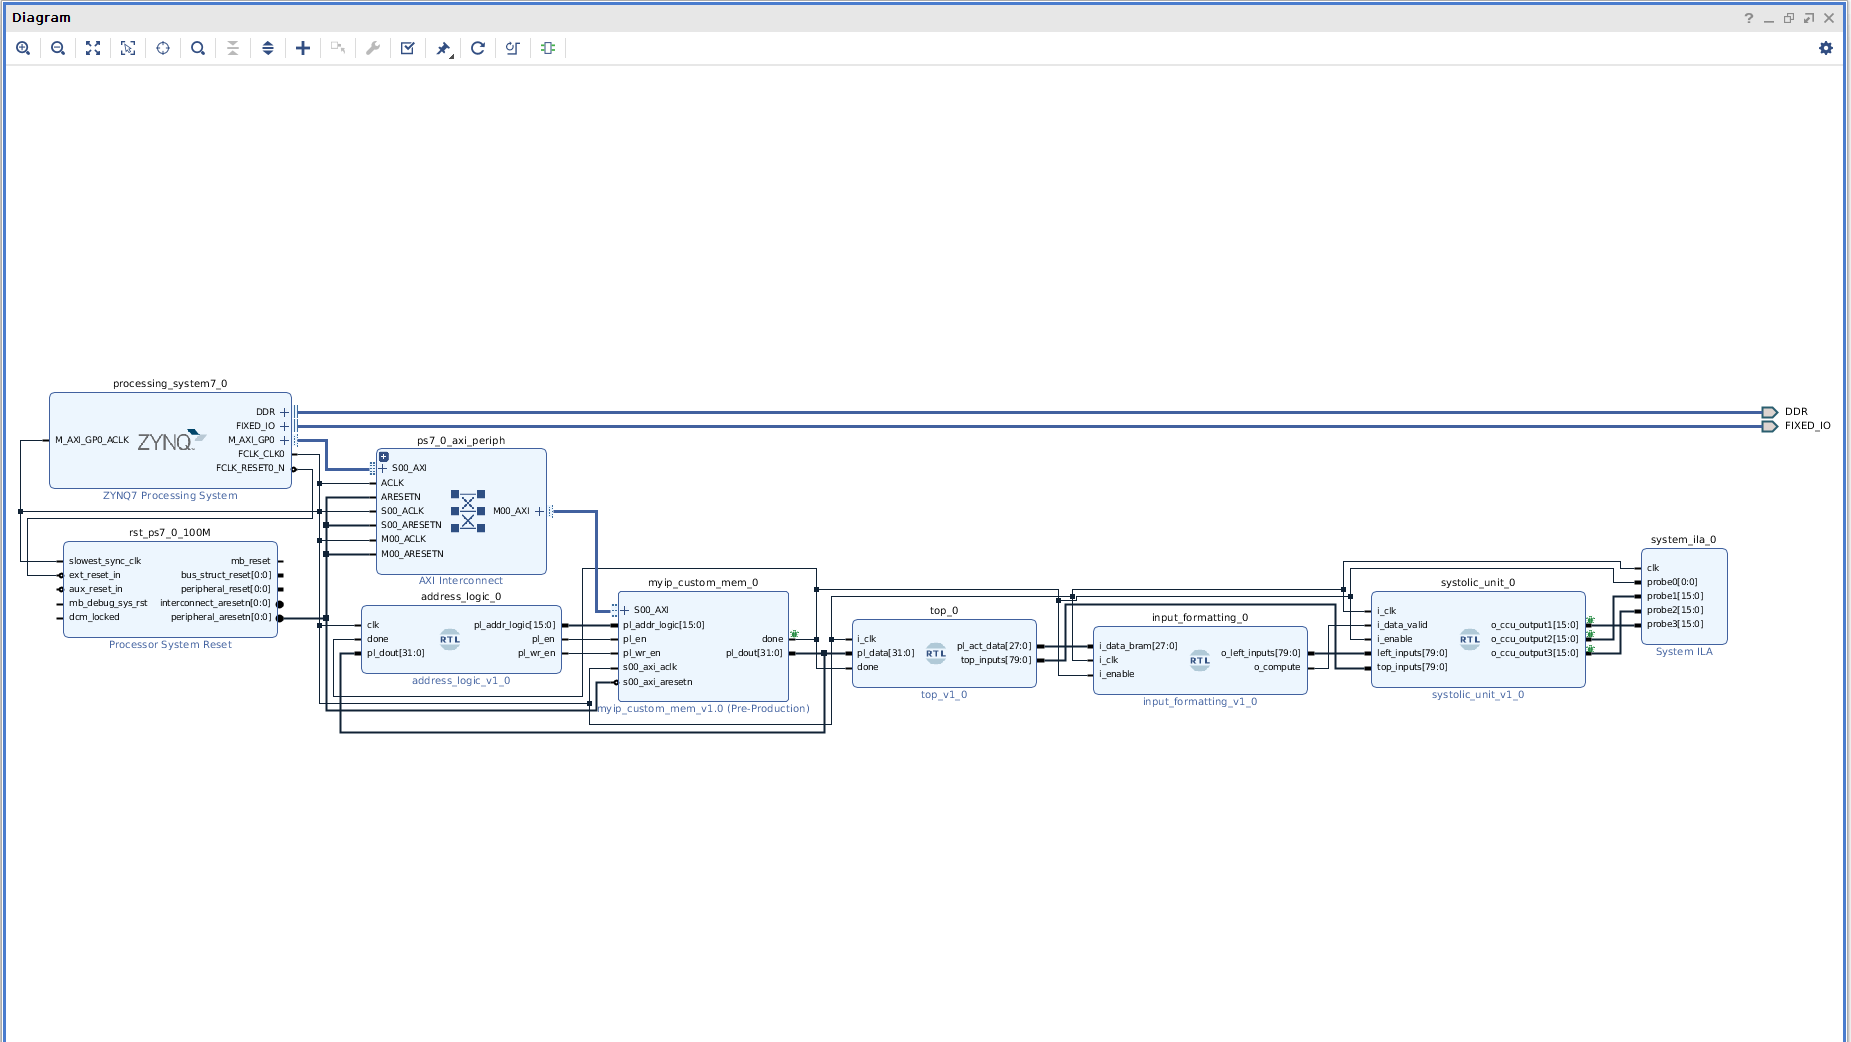 Diagram
?
processing_system7_0
DDR
FIXED_IO
M_AXI_GP0_ACLK
ZYNQ
M_AXI_GP0
FCLK_CLK0
FCLK_RESET0_N
ZYNQ7 Processing System
DDR
FIXED_IO
ps7_0_axi_periph
S00_AXI
ACLK
ARESETN
S00_ACLK
M00_AXI
S00_ARESETN
M00_ACLK
M00_ARESETN
AXI Interconnect
rst_ps7_0_100M
slowest_sync_clk
mb_reset
ext_reset_in
bus_struct_reset[0:0]
aux_reset_in
peripheral_reset[0:0]
mb_debug_sys_rst
interconnect_aresetn[0:0]
dcm_locked
peripheral_aresetn[0:0]
Processor System Reset
address_logic_0
clk
pl_addr_logic[15:0]
done
RTL
pl_en
pl_dout[31:0]
pl_wr_en
address_logic_v1_0
myip_custom_mem_0
S00_AXI
pl_addr_logic[15:0]
pl_en
done
pl_wr_en
pl_dout[31:0]
s00_axi_aclk
s00_axi_aresetn
myip_custom_mem_v1.0 (Pre-Production)
top_0
i_clk
pl_act_data[27:0]
pl_data[31:0]
RTL
top_inputs[79:0]
done
top_v1_0
input_formatting_0
i_data_bram[27:0]
o_left_inputs[79:0]
i_clk
RTL
o_compute
i_enable
input_formatting_v1_0
systolic_unit_0
i_clk
i_data_valid
o_ccu_output1[15:0]
i_enable
RTL
o_ccu_output2[15:0]
left_inputs[79:0]
o_ccu_output3[15:0]
top_inputs[79:0]
systolic_unit_v1_0
system_ila_0
clk
probe0[0:0]
probe1[15:0]
probe2[15:0]
probe3[15:0]
System ILA